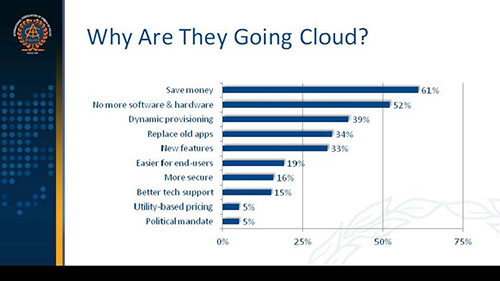 Why Are They Going Cloud?
Save money 61%
No more software & hardware 52%
Dynamic provisioning 39%
Replace old apps 34%
New features 33%
Easier for end-users 19%
More secure 16%
Better tech support 15%
Utility-based pricing 5%
Political mandate 5%
0% 25% 50% 75%